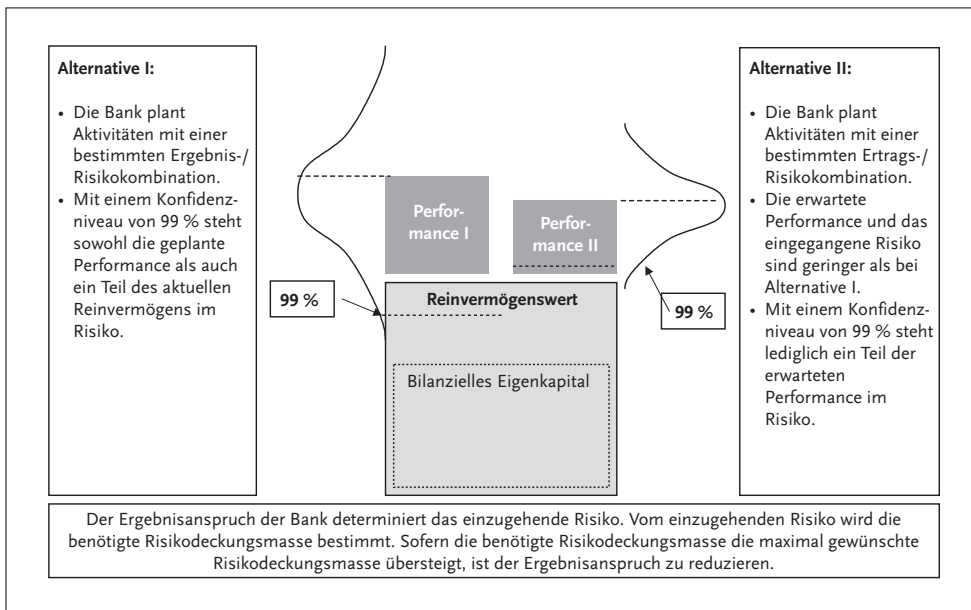 Alternative I:
• Die Bank plant
Aktivitäten mit einer
bestimmten Ergebnis-/
Risikokombination.
• Mit einem Konfidenz-
niveau von 99 % steht
sowohl die geplante
Performance als auch
ein Teil des aktuellen
Reinvermögens im
Risiko.
Perfor-
mance I
Perfor-
mance II
99 %
Reinvermögenswert
99 %
Bilanzielles Eigenkapital
Alternative II:
• Die Bank plant
Aktivitäten mit einer
bestimmten Ertrags-/
Risikokombination.
• Die erwartete
Performance und das
eingegangene Risiko
sind geringer als bei
Alternative I.
• Mit einem Konfidenz-
niveau von 99 % steht
lediglich ein Teil der
erwarteten
Performance im
Risiko.
Der Ergebnisanspruch der Bank determiniert das einzugehende Risiko. Vom einzugehenden Risiko wird die
benötigte Risikodeckungsmasse bestimmt. Sofern die benötigte Risikodeckungsmasse die maximal gewünschte
Risikodeckungsmasse übersteigt, ist der Ergebnisanspruch zu reduzieren.